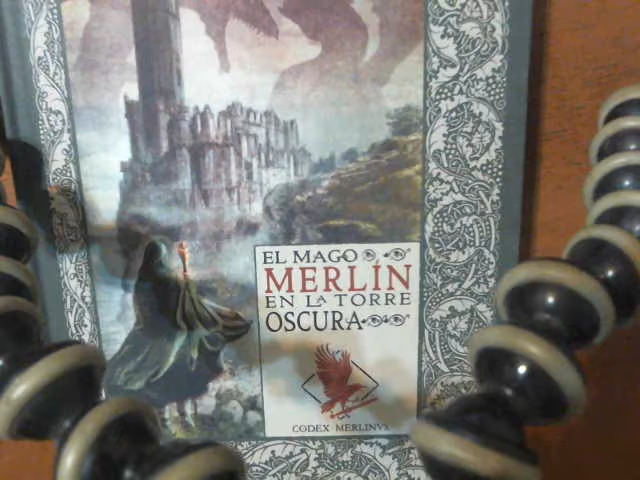 EL MAGO
MERLÍN
EN LA TORRE
OSCURA
CODEX · MERLINVS